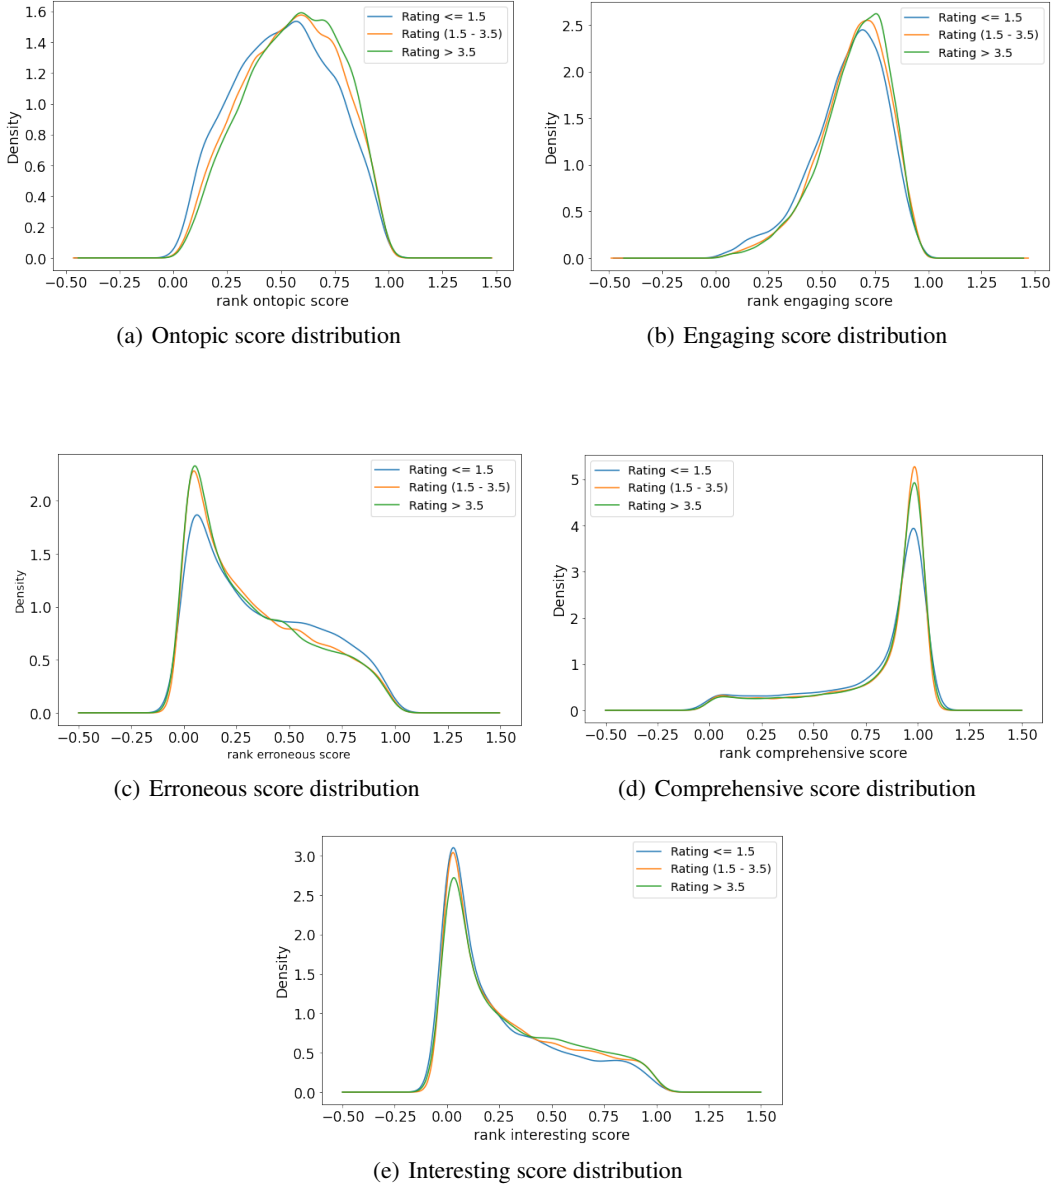 Rating <= 1.5
Rating (1.5 - 3.5)
Rating > 3.5
Density
1.6
1.4
1.2
1.0
0.8
0.6
0.4
0.2
0.0
−0.50 −0.25 0.00 0.25 0.50 0.75 1.00 1.25 1.50
rank ontopic score
(a) Ontopic score distribution
Rating <= 1.5
Rating (1.5 - 3.5)
Rating > 3.5
Density
2.5
2.0
1.5
1.0
0.5
0.0
−0.50 −0.25 0.00 0.25 0.50 0.75 1.00 1.25 1.50
rank engaging score
(b) Engaging score distribution
Rating <= 1.5
Rating (1.5 - 3.5)
Rating > 3.5
Density
2.0
1.5
1.0
0.5
0.0
−0.50 −0.25 0.00 0.25 0.50 0.75 1.00 1.25 1.50
rank erroneous score
(c) Erroneous score distribution
Rating <= 1.5
Rating (1.5 - 3.5)
Rating > 3.5
Density
5
4
3
2
1
0
−0.50 −0.25 0.00 0.25 0.50 0.75 1.00 1.25 1.50
rank comprehensive score
(d) Comprehensive score distribution
Rating <= 1.5
Rating (1.5 - 3.5)
Rating > 3.5
Density
3.0
2.5
2.0
1.5
1.0
0.5
0.0
−0.50 −0.25 0.00 0.25 0.50 0.75 1.00 1.25 1.50
rank interesting score
(e) Interesting score distribution